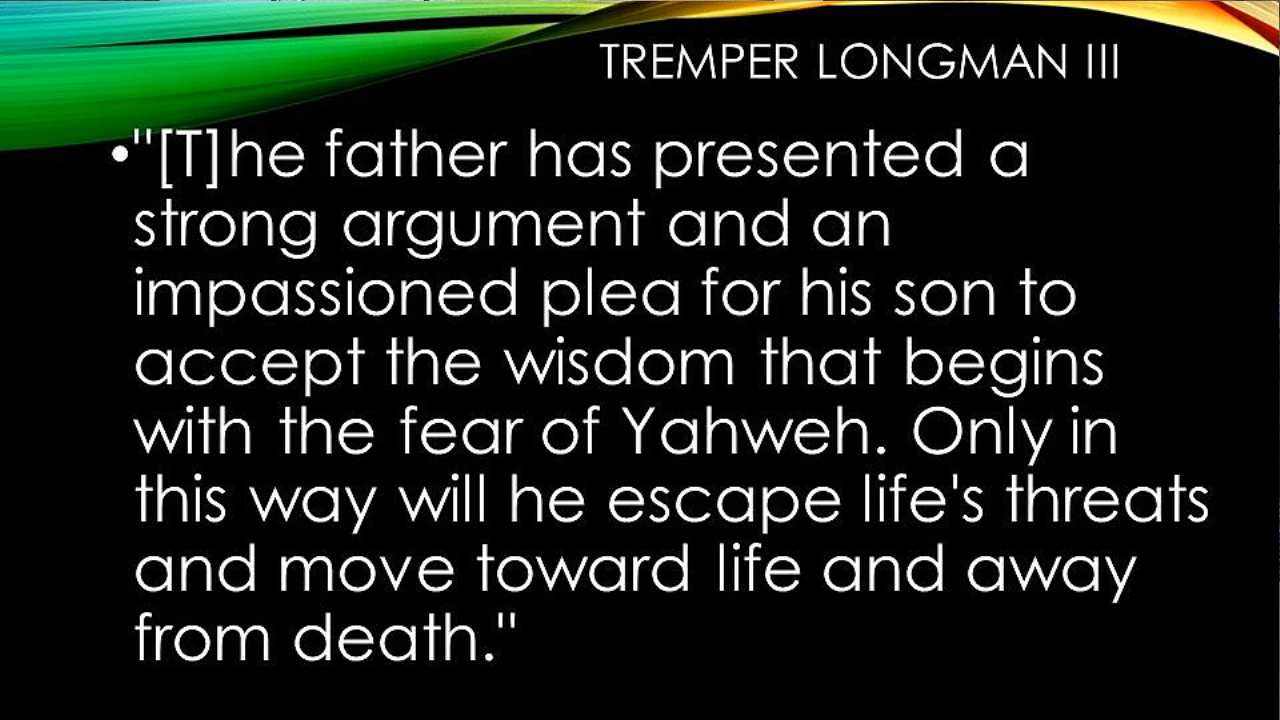 TREMPER LONGMAN III
•"[T]he father has presented a
strong argument and an
impassioned plea for his son to
accept the wisdom that begins
with the fear of Yahweh. Only in
this way will he escape life's threats
and move toward life and away
from death."